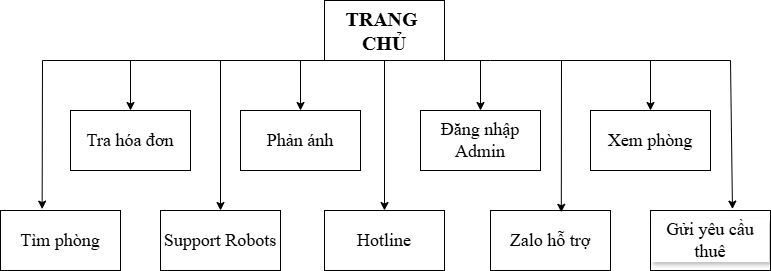 TRANG
CHỦ
Tra hóa đơn
Phản ánh
Đăng nhập
Admin
Xem phòng
Tìm phòng
Support Robots
Hotline
Zalo hỗ trợ
Gửi yêu cầu
thuê